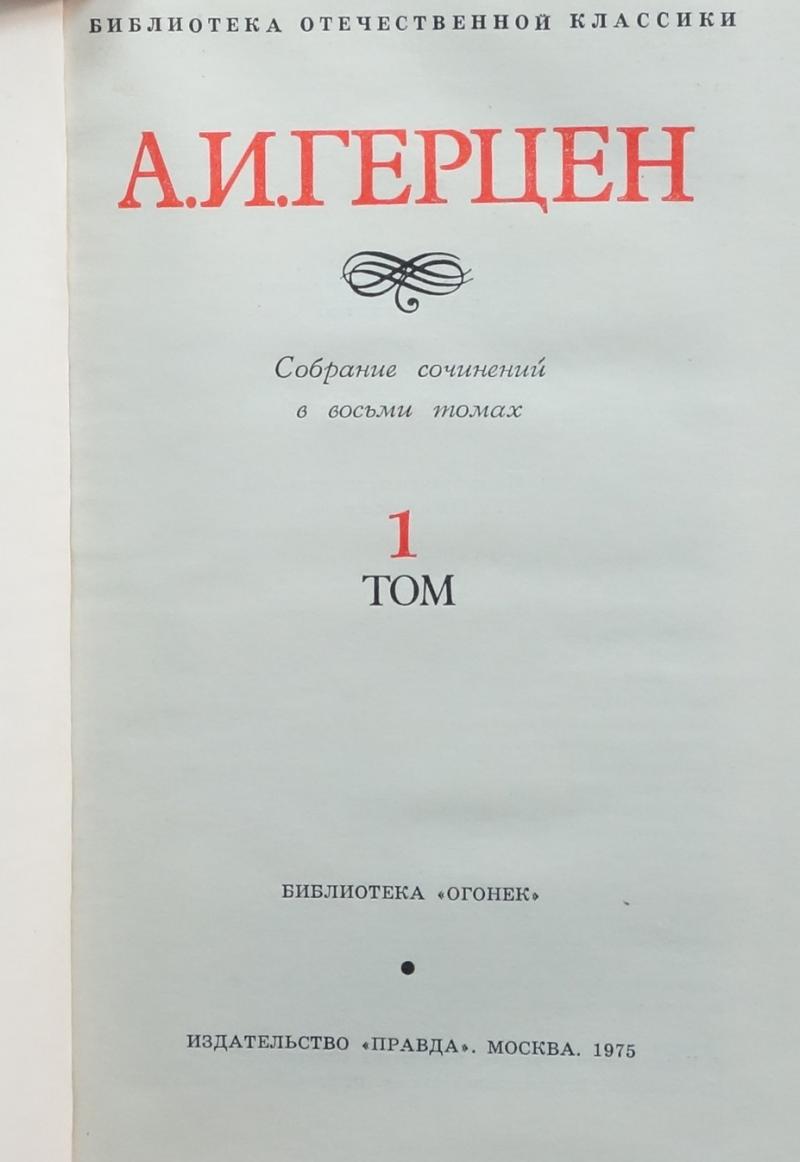 БИБЛИОТЕКА ОТЕЧЕСТВЕННОЙ КЛАССИКИ
А.И.ГЕРЦЕН
Собрание сочинений
в восьми томах
1
ТОМ
БИБЛИОТЕКА «ОГОНЕК»
ИЗДАТЕЛЬСТВО «ПРАВДА». МОСКВА. 1975